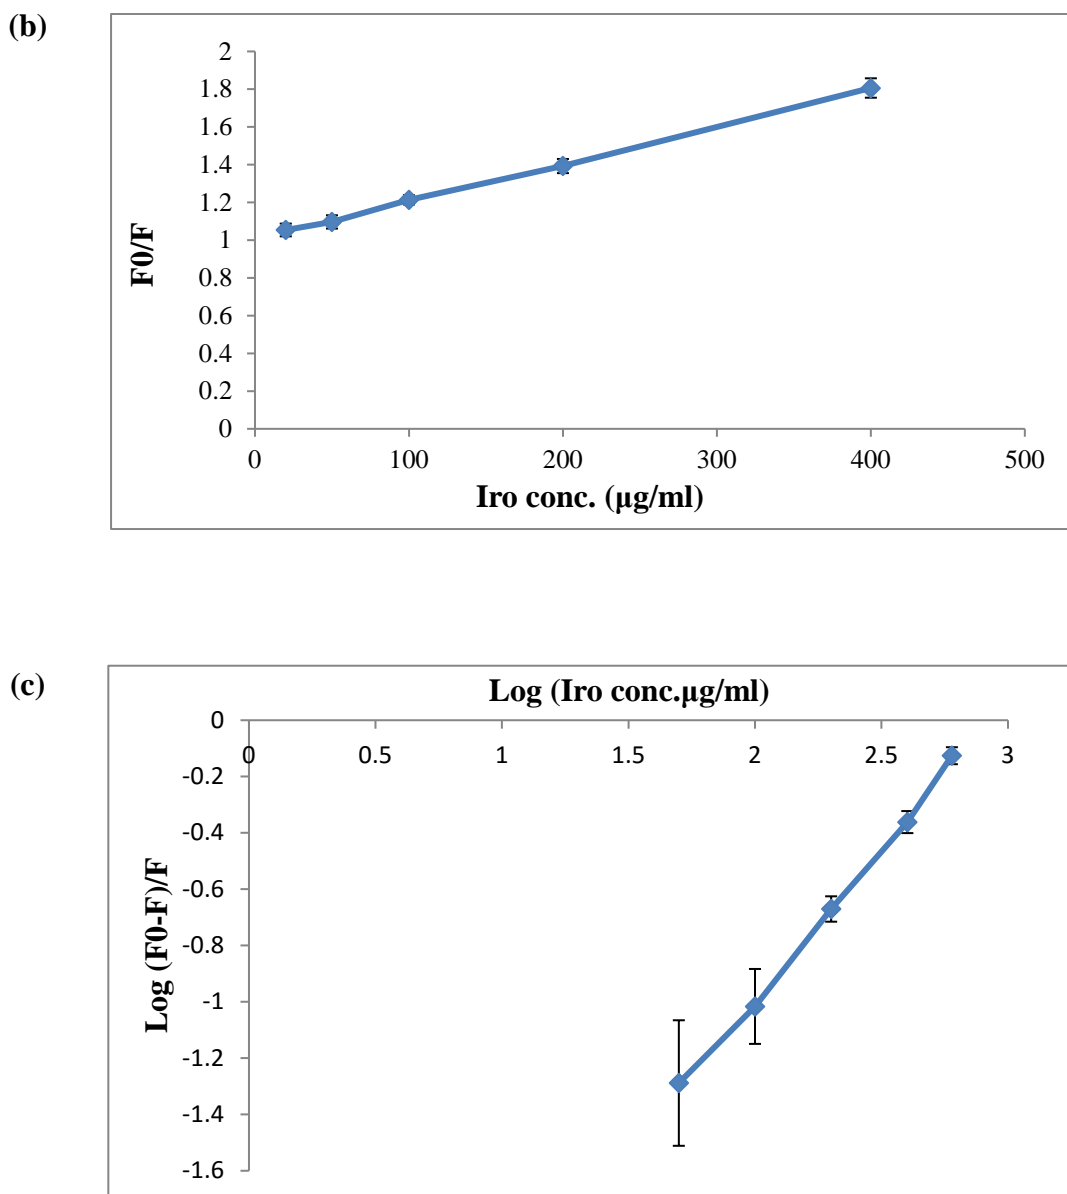 (b)
2
1.8
1.6
1.4
1.2
1
0.8
0.6
0.4
0.2
0
F0/F
0 100 200 300 400 500
Iro conc. (µg/ml)
(c)
Log (Iro conc.µg/ml)
0
0 0.5 1 1.5 2 2.5 3
-0.2
-0.4
-0.6
-0.8
-1
-1.2
-1.4
-1.6
Log (F0-F)/F